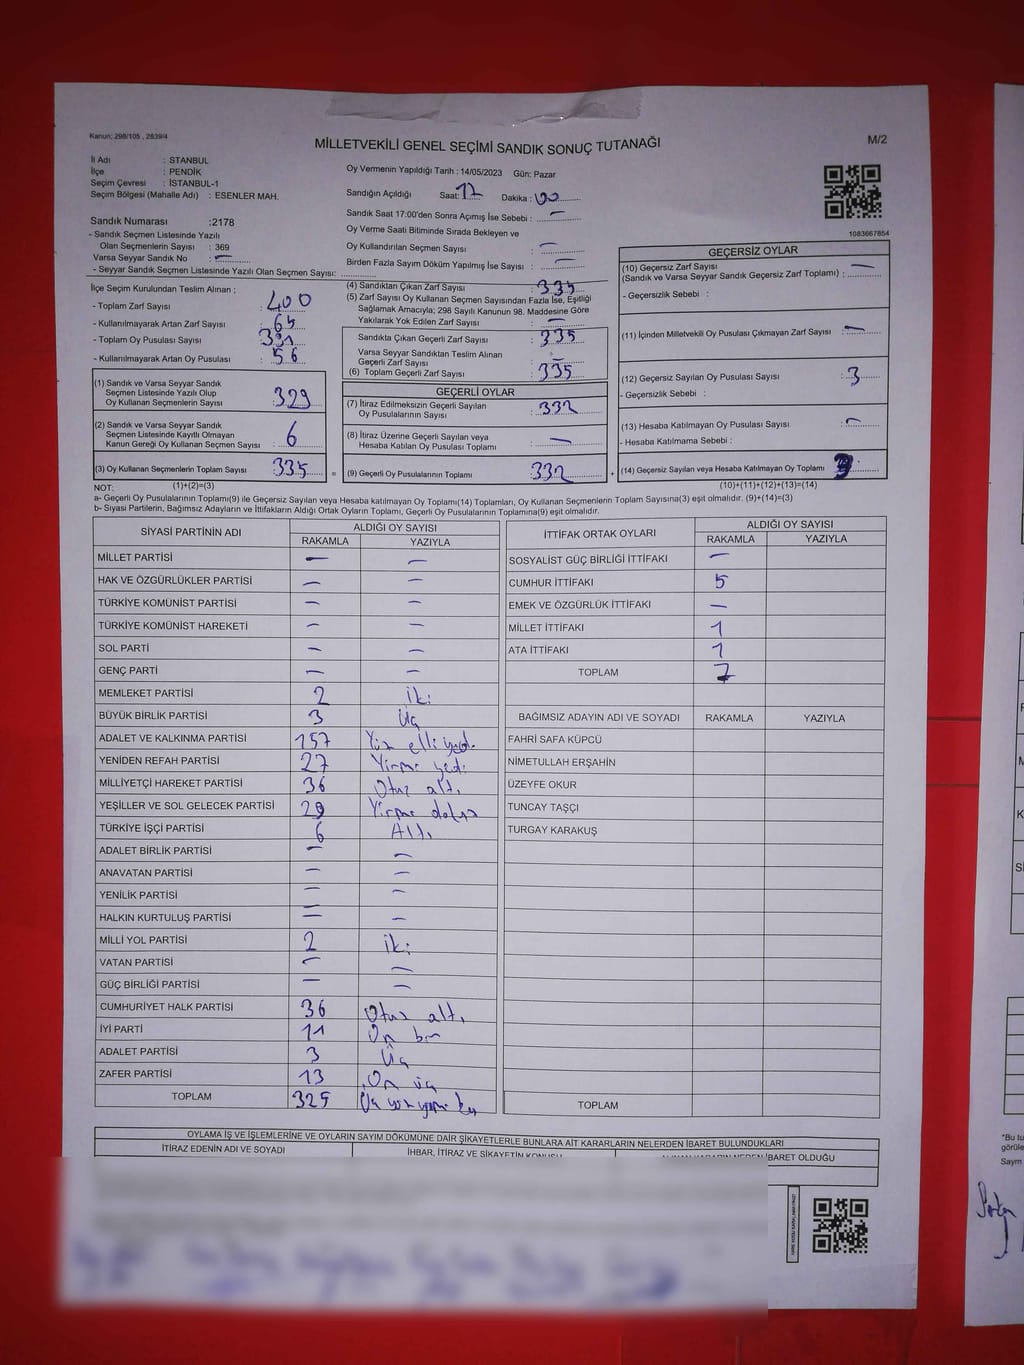 Kanun; 298/105 , 2839/4
MİLLETVEKİLİ GENEL SEÇİMİ SANDIK SONUÇ TUTANAĞI
M/2
İl Adı : STANBUL
İlçe : PENDİK
Seçim Çevresi : İSTANBUL-1
Seçim Bölgesi (Mahalle Adı) : ESENLER MAH.
Sandık Numarası :2178
- Sandık Seçmen Listesinde Yazılı
Olan Seçmenlerin Sayısı : 369
Varsa Seyyar Sandık No : —
- Seyyar Sandık Seçmen Listesinde Yazılı Olan Seçmen Sayısı:
Oy Vermenin Yapıldığı Tarih : 14/05/2023 Gün: Pazar
Sandığın Açıldığı Saat: 17 Dakika : 00
Sandık Saat 17:00'den Sonra Açımış İse Sebebi : —
Oy Verme Saati Bitiminde Sırada Bekleyen ve
Oy Kullandırılan Seçmen Sayısı —
Birden Fazla Sayım Döküm Yapılmış İse Sayısı : —
1083667854
İlçe Seçim Kurulundan Teslim Alınan ;
- Toplam Zarf Sayısı : 400
- Kullanılmayarak Artan Zarf Sayısı : 65
- Toplam Oy Pusulası Sayısı : 391
- Kullanılmayarak Artan Oy Pusulası : 56
(4) Sandıktan Çıkan Zarf Sayısı : 335
(5) Zarf Sayısı Oy Kullanan Seçmen Sayısından Fazla İse, Eşitliği
Sağlamak Amacıyla; 298 Sayılı Kanunun 98. Maddesine Göre
Yakılarak Yok Edilen Zarf Sayısı : —
Sandıkta Çıkan Geçerli Zarf Sayısı : 335
Varsa Seyyar Sandıktan Teslim Alınan
Geçerli Zarf Sayısı : —
(6) Toplam Geçerli Zarf Sayısı : 335
(1) Sandık ve Varsa Seyyar Sandık
Seçmen Listesinde Yazılı Olup
Oy Kullanan Seçmenlerin Sayısı : 329
(2) Sandık ve Varsa Seyyar Sandık
Seçmen Listesinde Kayıtlı Olmayan
Kanun Gereği Oy Kullanan Seçmen Sayısı : 6
(3) Oy Kullanan Seçmenlerin Toplam Sayısı : 335 =
GEÇERLİ OYLAR
(7) İtiraz Edilmeksizin Geçerli Sayılan
Oy Pusulalarının Sayısı : 332
(8) İtiraz Üzerine Geçerli Sayılan veya
Hesaba Katılan Oy Pusulası Sayısı : —
(9) Geçerli Oy Pusulalarının Toplamı : 332 +
GEÇERSİZ OYLAR
(10) Geçersiz Zarf Sayısı —
(Sandık ve Varsa Seyyar Sandık Geçersiz Zarf Toplamı) :
- Geçersizlik Sebebi :
(11) İçinden Milletvekili Oy Pusulası Çıkmayan Zarf Sayısı : —
(12) Geçersiz Sayılan Oy Pusulası Sayısı : 3
- Geçersizlik Sebebi :
(13) Hesaba Katılmayan Oy Pusulası Sayısı : —
- Hesaba Katılmama Sebebi :
(14) Geçersiz Sayılan veya Hesaba Katılmayan Oy Toplamı : 3
NOT: (1)+(2)=(3) (10)+(11)+(12)+(13)=(14)
a- Geçerli Oy Pusulalarının Toplamı(9) ile Geçersiz Sayılan veya Hesaba katılmayan Oy Toplamı(14) Toplamları, Oy Kullanan Seçmenlerin Toplam Sayısına(3) eşit olmalıdır. (9)+(14)=(3)
b- Siyasi Partilerin, Bağımsız Adayların ve İttifakların Aldığı Ortak Oyların Toplamı, Geçerli Oy Pusulalarının Toplamına(9) eşit olmalıdır.
SİYASİ PARTİNİN ADI ALDIĞI OY SAYISI
RAKAMLA YAZIYLA
MİLLET PARTİSİ — —
HAK VE ÖZGÜRLÜKLER PARTİSİ — —
TÜRKİYE KOMÜNİST PARTİSİ — —
TÜRKİYE KOMÜNİST HAREKETİ — —
SOL PARTİ — —
GENÇ PARTİ — —
MEMLEKET PARTİSİ 2 iki
BÜYÜK BİRLİK PARTİSİ 3 Üç
ADALET VE KALKINMA PARTİSİ 157 Yüz elli yedi
YENİDEN REFAH PARTİSİ 27 Yirmi yedi
MİLLİYETÇİ HAREKET PARTİSİ 36 Otuz altı
YEŞİLLER VE SOL GELECEK PARTİSİ 29 Yirmi dokuz
TÜRKİYE İŞÇİ PARTİSİ 6 Altı
ADALET BİRLİK PARTİSİ — —
ANAVATAN PARTİSİ — —
YENİLİK PARTİSİ — —
HALKIN KURTULUŞ PARTİSİ — —
MİLLİ YOL PARTİSİ 2 iki
VATAN PARTİSİ — —
GÜÇ BİRLİĞİ PARTİSİ — —
CUMHURİYET HALK PARTİSİ 36 Otuz altı
İYİ PARTİ 11 On bir
ADALET PARTİSİ 3 Üç
ZAFER PARTİSİ 13 On üç
TOPLAM 325
İTTİFAK ORTAK OYLARI ALDIĞI OY SAYISI
RAKAMLA YAZIYLA
SOSYALİST GÜÇ BİRLİĞİ İTTİFAKI —
CUMHUR İTTİFAKI 5
EMEK VE ÖZGÜRLÜK İTTİFAKI —
MİLLET İTTİFAKI 1
ATA İTTİFAKI 1
TOPLAM 7
BAĞIMSIZ ADAYIN ADI VE SOYADI RAKAMLA YAZIYLA
FAHRİ SAFA KÜPCÜ
NİMETULLAH ERŞAHİN
ÜZEYFE OKUR
TUNCAY TAŞÇI
TURGAY KARAKUŞ
TOPLAM
OYLAMA İŞ VE İŞLEMLERİNE VE OYLARIN SAYIM DÖKÜMÜNE DAİR ŞİKAYETLERLE BUNLARA AİT KARARLARIN NELERDEN İBARET BULUNDUKLARI
İTİRAZ EDENİN ADI VE SOYADI İHBAR, İTİRAZ VE ŞİKAYETİN KONUSU İBARET OLDUĞU